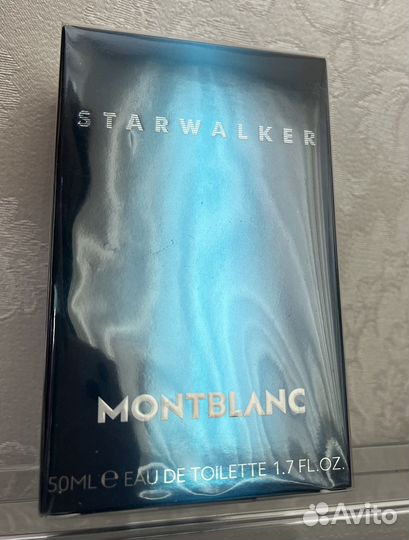 STARWALKER
MONTBLANC
50ML ℮ EAU DE TOILETTE 1.7 FL.OZ.
Avito